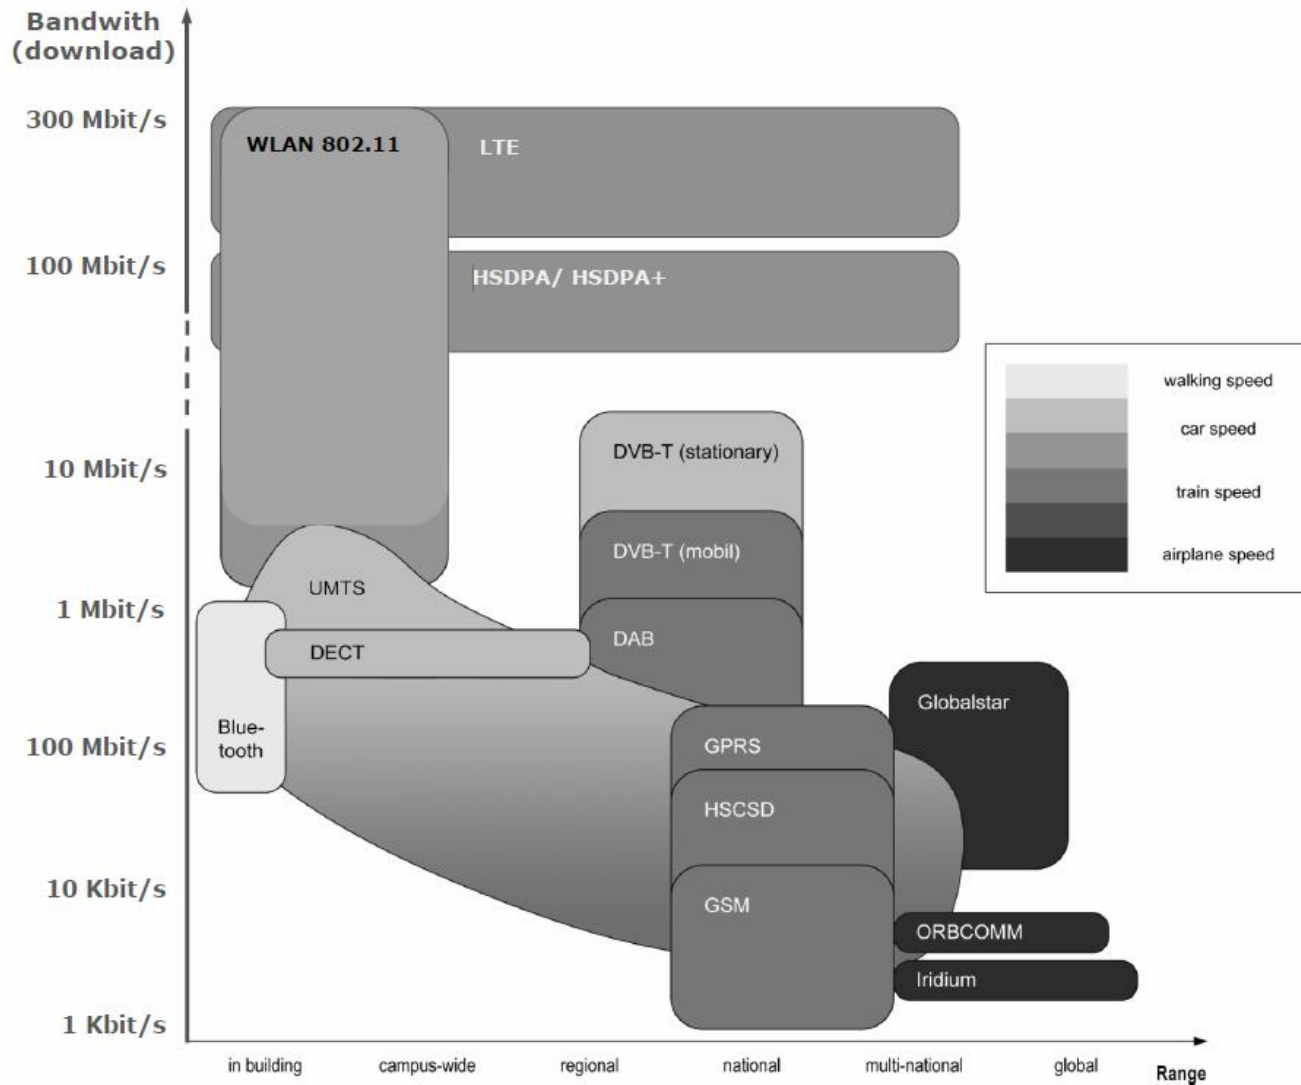 Bandwith
(download)
300 Mbit/s
WLAN 802.11
LTE
100 Mbit/s
HSDPA/ HSDPA+
walking speed
car speed
train speed
airplane speed
10 Mbit/s
DVB-T (stationary)
DVB-T (mobil)
UMTS
1 Mbit/s
DECT
DAB
Globalstar
Blue-
tooth
100 Mbit/s
GPRS
HSCSD
10 Kbit/s
GSM
ORBCOMM
Iridium
1 Kbit/s
in building
campus-wide
regional
national
multi-national
global
Range